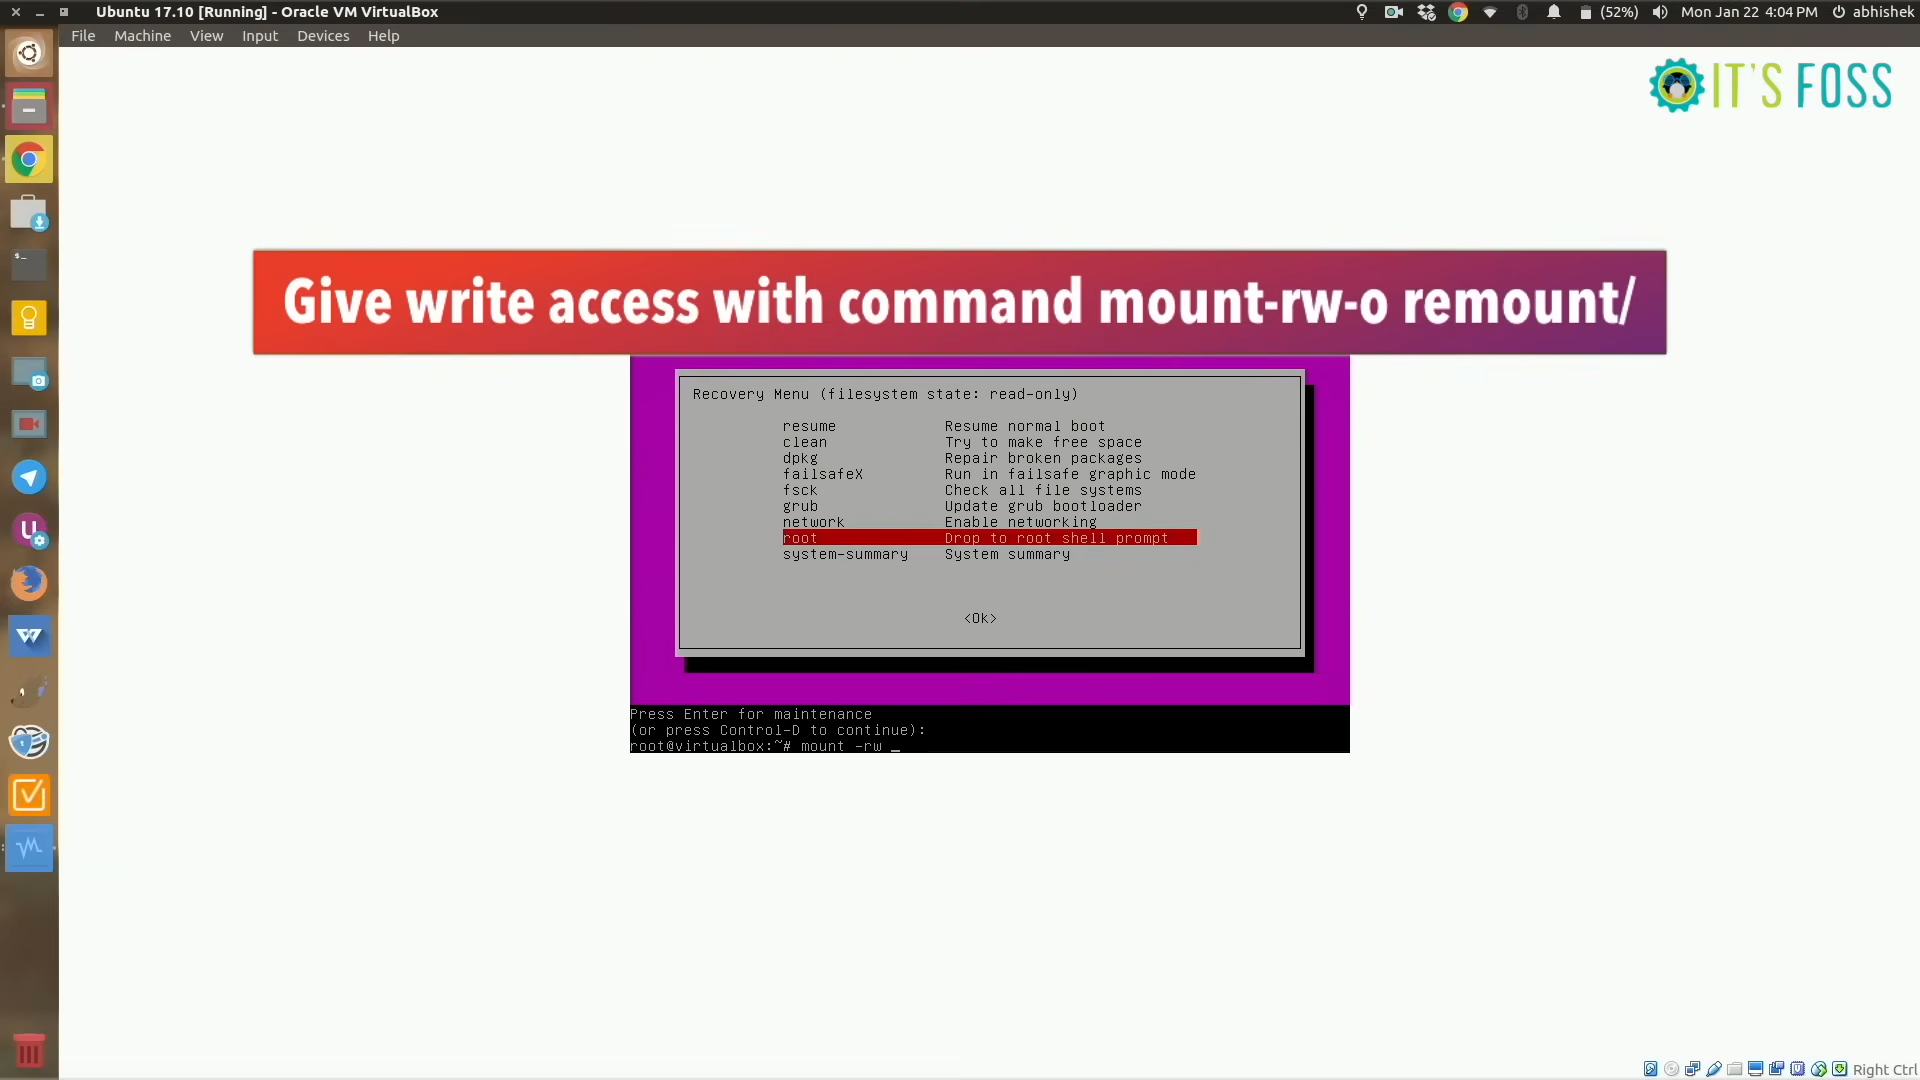 Ubuntu 17.10 [Running] - Oracle VM VirtualBox
(52%) Mon Jan 22 4:04 PM abhishek
File Machine View Input Devices Help
IT'S FOSS
Give write access with command mount-rw-o remount/
Recovery Menu (filesystem state: read-only)
resume Resume normal boot
clean Try to make free space
dpkg Repair broken packages
failsafeX Run in failsafe graphic mode
fsck Check all file systems
grub Update grub bootloader
network Enable networking
root Drop to root shell prompt
system-summary System summary
<Ok>
Press Enter for maintenance
(or press Control-D to continue):
root@virtualbox:~# mount -rw _
Right Ctrl